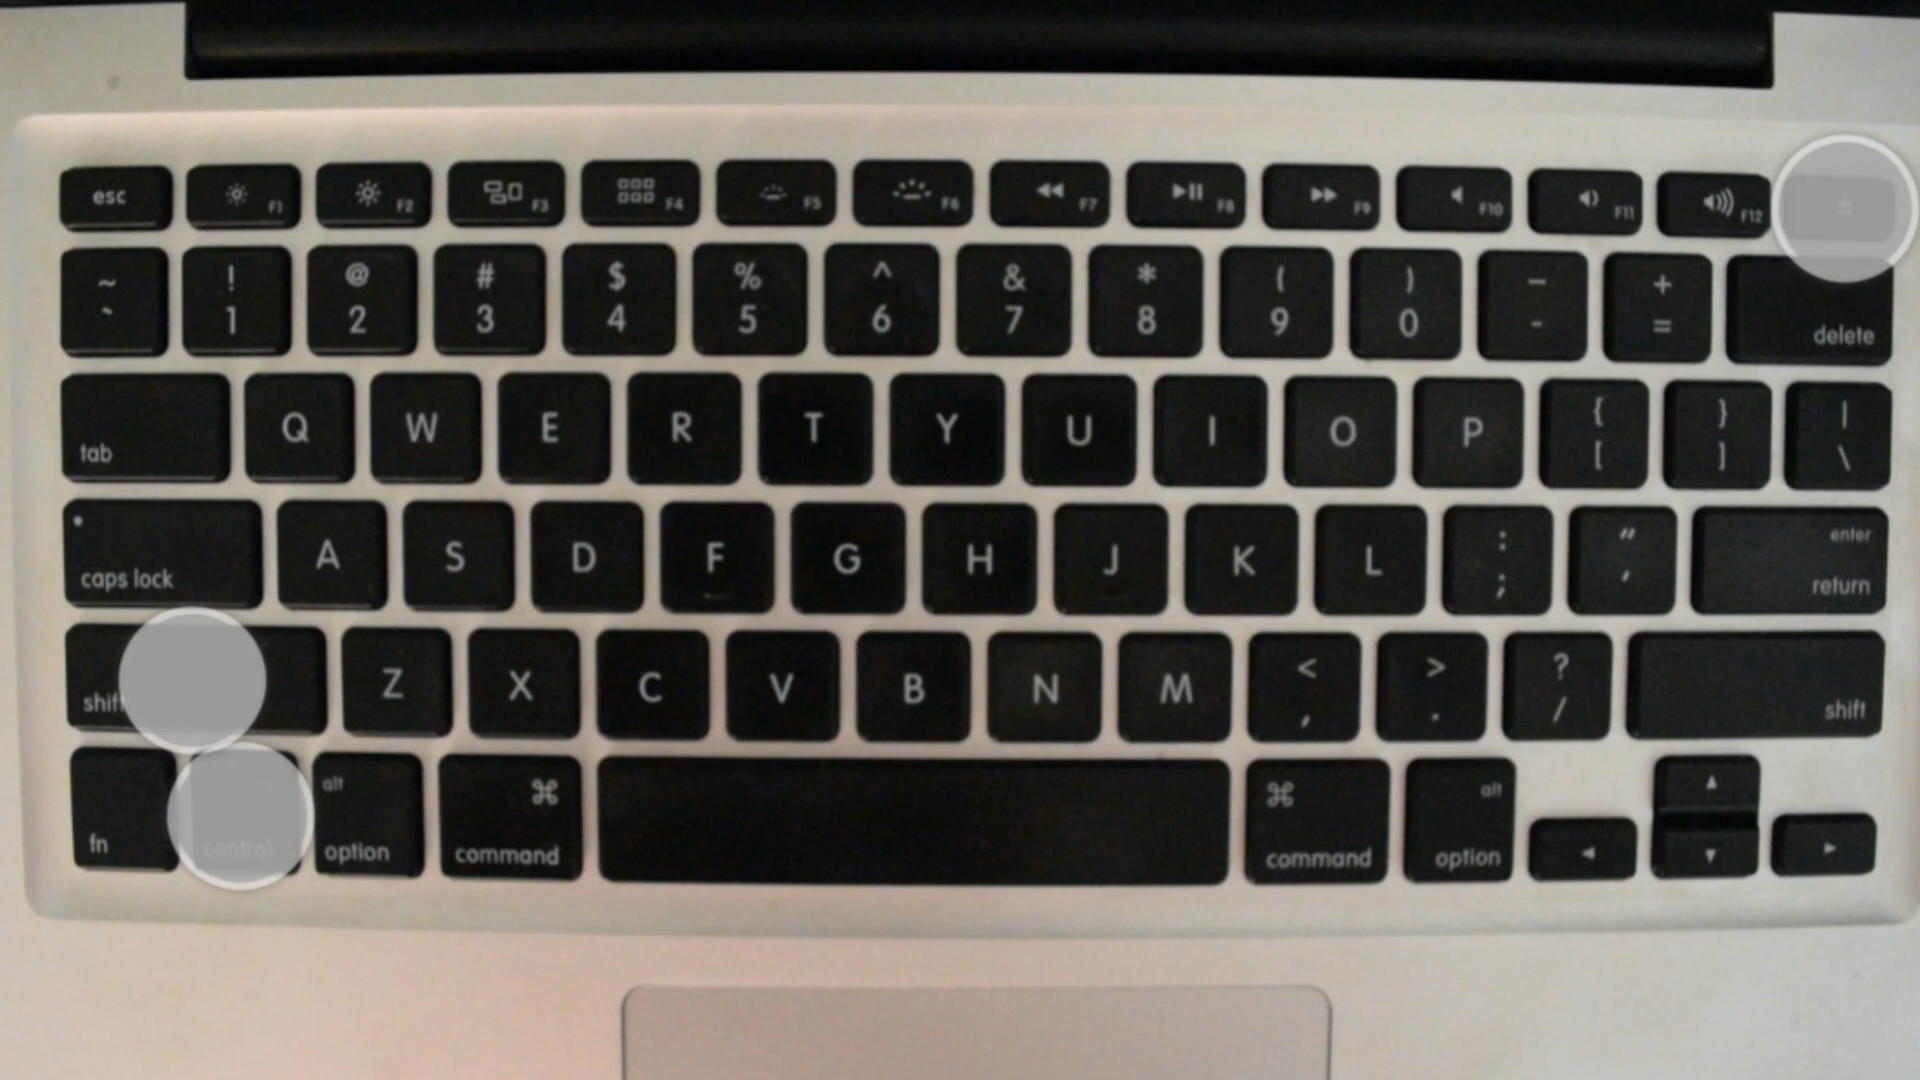 esc F1 F2 F3 F4 F5 F6 F7 F8 F9 F10 F11 F12
~ ! @ # $ % ^ & * ( ) — +
` 1 2 3 4 5 6 7 8 9 0 - = delete
tab Q W E R T Y U I O P { [ } ] | \
caps lock A S D F G H J K L : ; " ' enter return
shift Z X C V B N M < , > . ? / shift
fn control alt option ⌘ command ⌘ command alt option ◄ ▲ ▼ ►